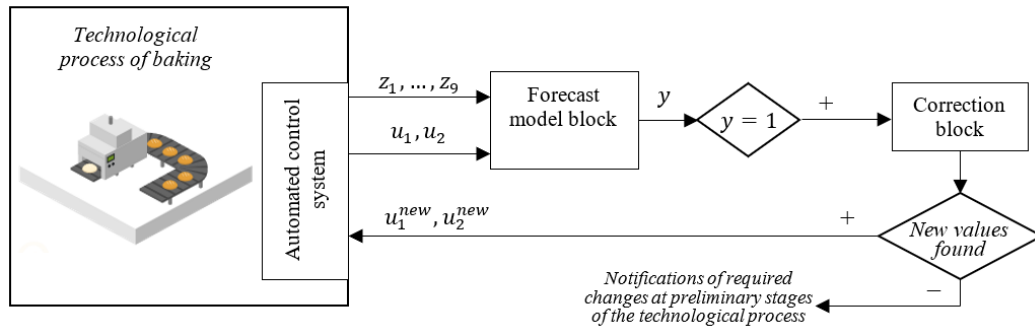 Technological
process of baking
Automated control
system
z₁, … , z₉
u₁, u₂
Forecast
model block
y
y = 1
+
Correction
block
u₁ⁿᵉʷ, u₂ⁿᵉʷ
+
New values
found
−
Notifications of required
changes at preliminary stages
of the technological process